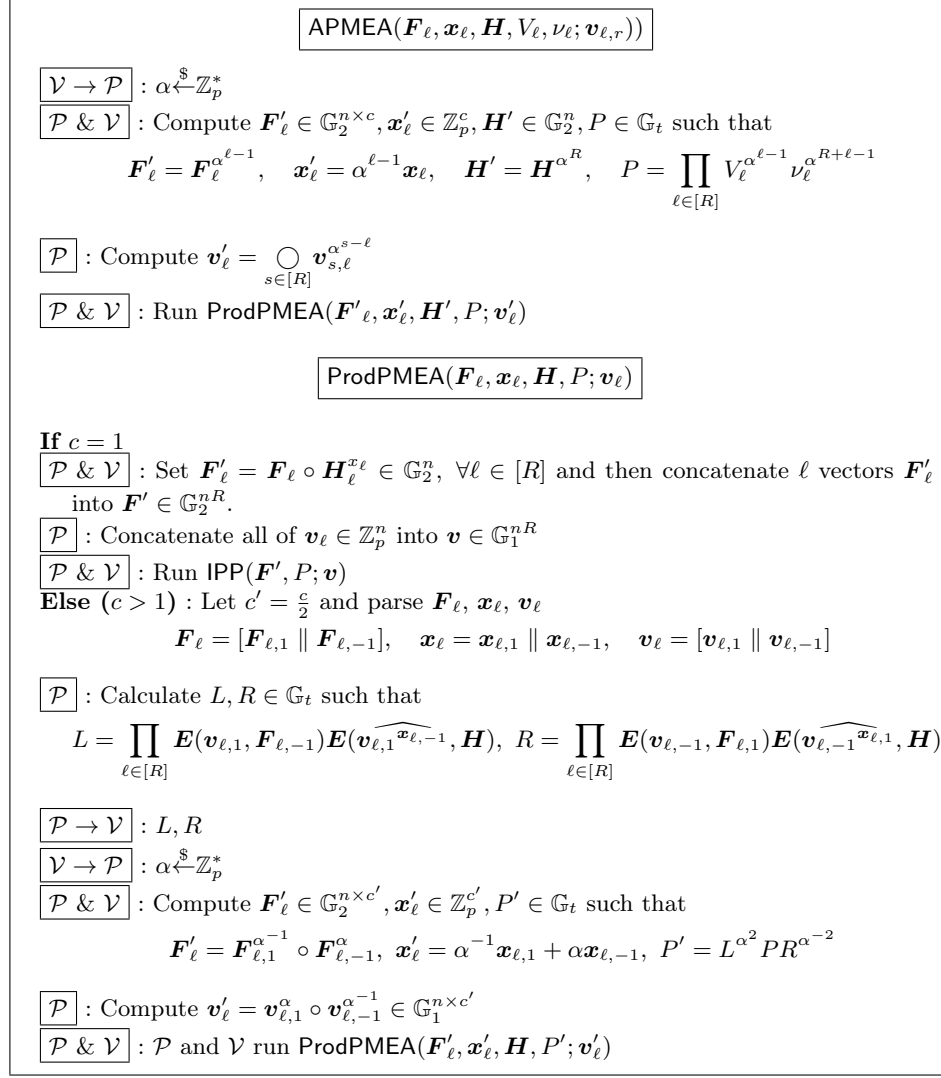 APMEA(F_ℓ, x_ℓ, H, V_ℓ, ν_ℓ; v_{ℓ,r}))
V → P : α ←$ ℤ_p^*
P & V : Compute F'_ℓ ∈ 𝔾_2^{n×c}, x'_ℓ ∈ ℤ_p^c, H' ∈ 𝔾_2^n, P ∈ 𝔾_t such that
F'_ℓ = F_ℓ^{α^{ℓ−1}}, x'_ℓ = α^{ℓ−1}x_ℓ, H' = H^{α^R}, P = ∏_{ℓ∈[R]} V_ℓ^{α^{ℓ−1}} ν_ℓ^{α^{R+ℓ−1}}
P : Compute v'_ℓ = ◯_{s∈[R]} v_{s,ℓ}^{α^{s−ℓ}}
P & V : Run ProdPMEA(F'_ℓ, x'_ℓ, H', P; v'_ℓ)
ProdPMEA(F_ℓ, x_ℓ, H, P; v_ℓ)
If c = 1
P & V : Set F'_ℓ = F_ℓ ∘ H_ℓ^{x_ℓ} ∈ 𝔾_2^n, ∀ℓ ∈ [R] and then concatenate ℓ vectors F'_ℓ
into F' ∈ 𝔾_2^{nR}.
P : Concatenate all of v_ℓ ∈ ℤ_p^n into v ∈ 𝔾_1^{nR}
P & V : Run IPP(F', P; v)
Else (c > 1) : Let c' = c/2 and parse F_ℓ, x_ℓ, v_ℓ
F_ℓ = [F_{ℓ,1} ∥ F_{ℓ,−1}], x_ℓ = x_{ℓ,1} ∥ x_{ℓ,−1}, v_ℓ = [v_{ℓ,1} ∥ v_{ℓ,−1}]
P : Calculate L, R ∈ 𝔾_t such that
L = ∏_{ℓ∈[R]} E(v_{ℓ,1}, F_{ℓ,−1})E(\widehat{v_{ℓ,1}^{x_{ℓ,−1}}}, H), R = ∏_{ℓ∈[R]} E(v_{ℓ,−1}, F_{ℓ,1})E(\widehat{v_{ℓ,−1}^{x_{ℓ,1}}}, H)
P → V : L, R
V → P : α ←$ ℤ_p^*
P & V : Compute F'_ℓ ∈ 𝔾_2^{n×c'}, x'_ℓ ∈ ℤ_p^{c'}, P' ∈ 𝔾_t such that
F'_ℓ = F_{ℓ,1}^{α^{−1}} ∘ F_{ℓ,−1}^α, x'_ℓ = α^{−1}x_{ℓ,1} + αx_{ℓ,−1}, P' = L^{α^2} P R^{α^{−2}}
P : Compute v'_ℓ = v_{ℓ,1}^α ∘ v_{ℓ,−1}^{α^{−1}} ∈ 𝔾_1^{n×c'}
P & V : P and V run ProdPMEA(F'_ℓ, x'_ℓ, H, P'; v'_ℓ)